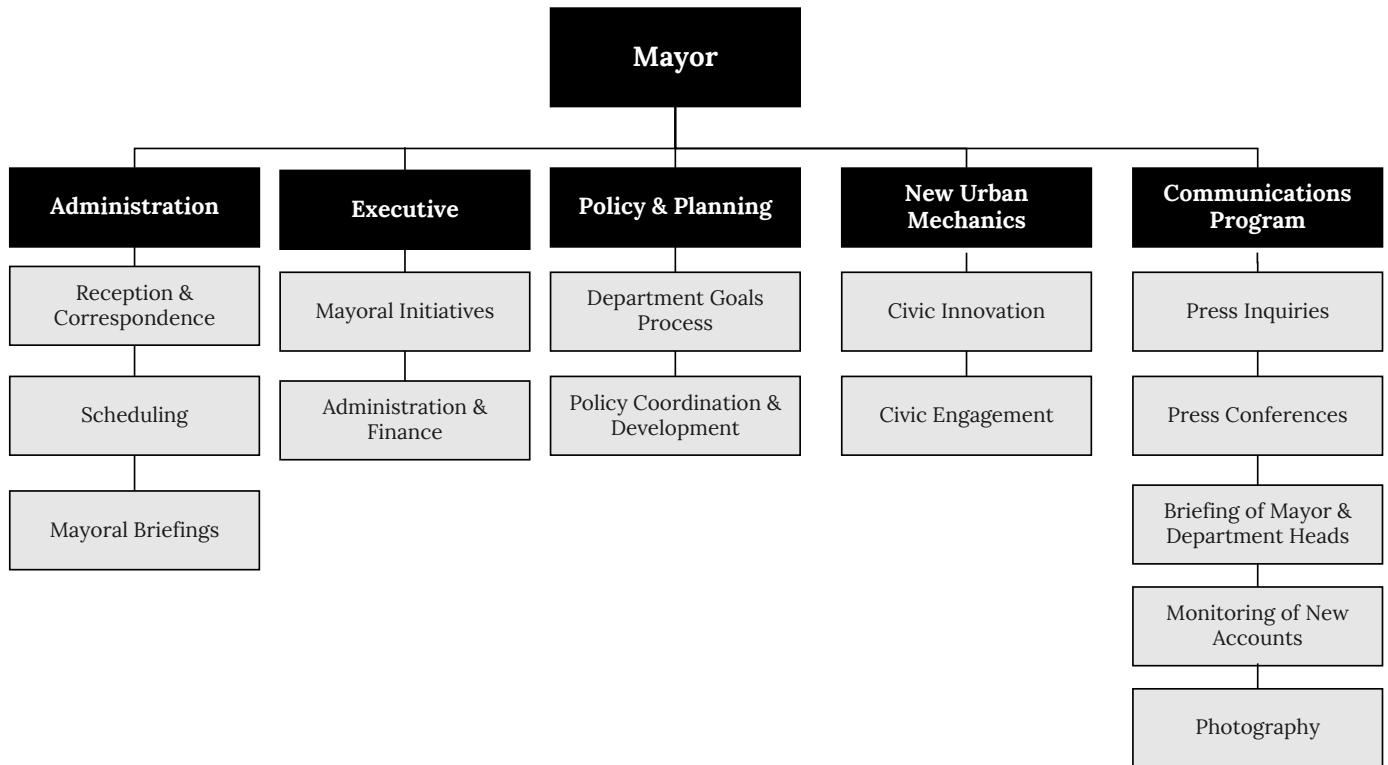 Mayor
Administration
Executive
Policy & Planning
New Urban
Mechanics
Communications
Program
Reception &
Correspondence
Scheduling
Mayoral Briefings
Mayoral Initiatives
Administration &
Finance
Department Goals
Process
Policy Coordination &
Development
Civic Innovation
Civic Engagement
Press Inquiries
Press Conferences
Briefing of Mayor &
Department Heads
Monitoring of New
Accounts
Photography